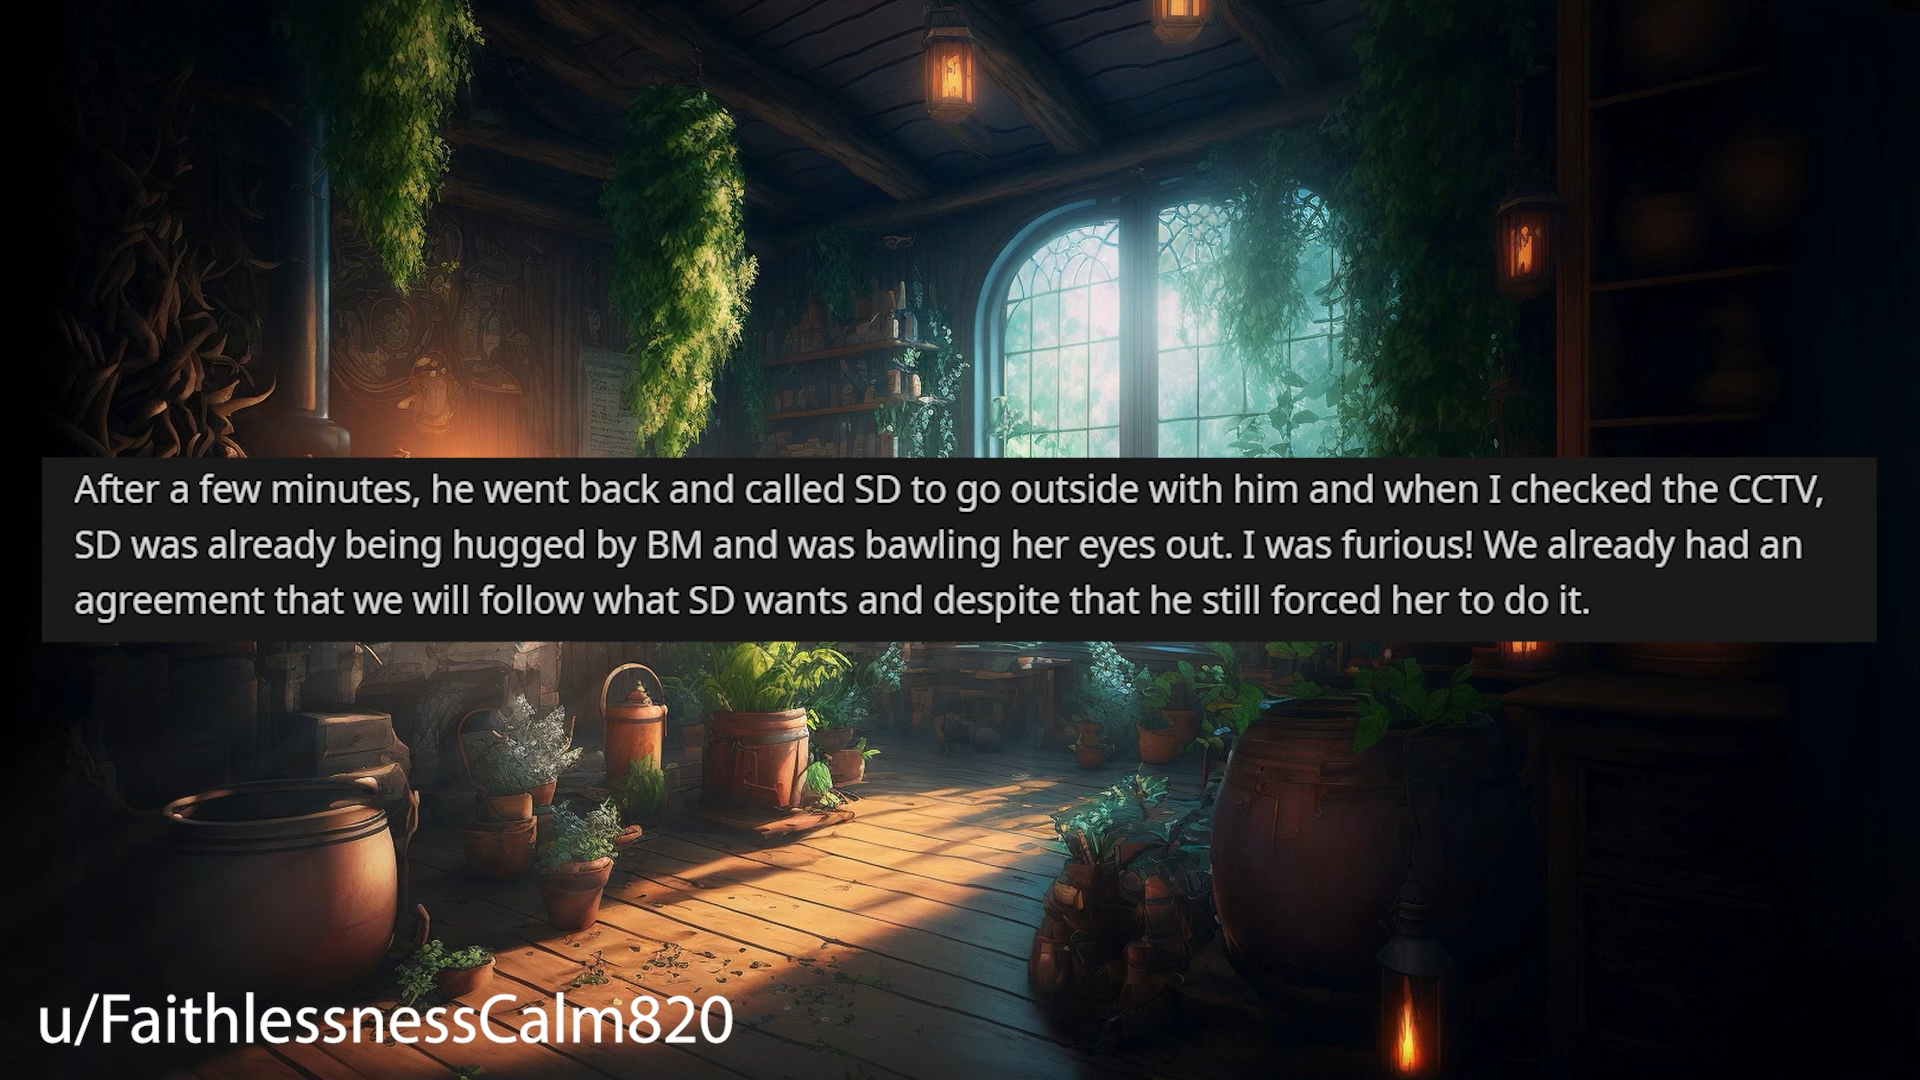 After a few minutes, he went back and called SD to go outside with him and when I checked the CCTV,
SD was already being hugged by BM and was bawling her eyes out. I was furious! We already had an
agreement that we will follow what SD wants and despite that he still forced her to do it.
u/FaithlessnessCalm820